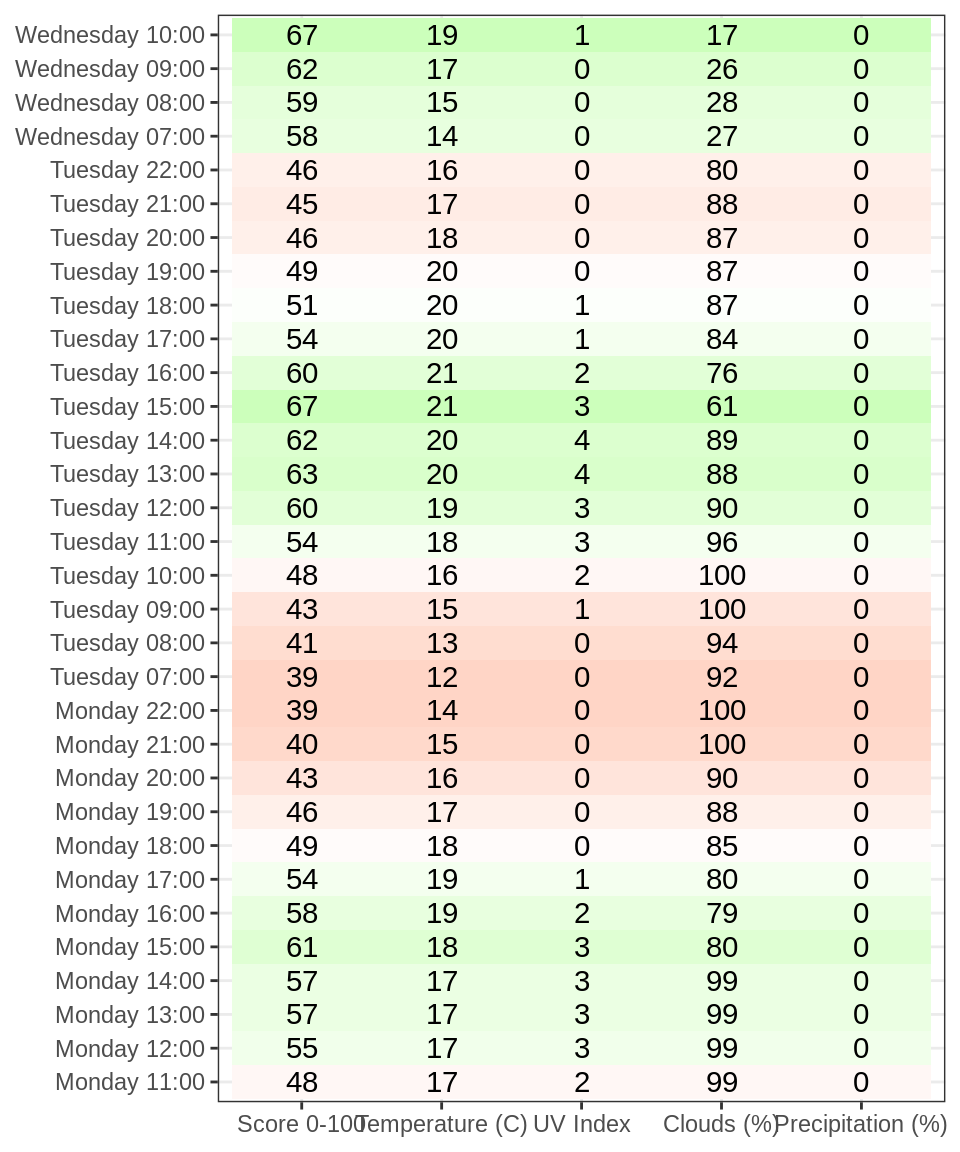 Wednesday 10:00 67 19 1 17 0
Wednesday 09:00 62 17 0 26 0
Wednesday 08:00 59 15 0 28 0
Wednesday 07:00 58 14 0 27 0
Tuesday 22:00 46 16 0 80 0
Tuesday 21:00 45 17 0 88 0
Tuesday 20:00 46 18 0 87 0
Tuesday 19:00 49 20 0 87 0
Tuesday 18:00 51 20 1 87 0
Tuesday 17:00 54 20 1 84 0
Tuesday 16:00 60 21 2 76 0
Tuesday 15:00 67 21 3 61 0
Tuesday 14:00 62 20 4 89 0
Tuesday 13:00 63 20 4 88 0
Tuesday 12:00 60 19 3 90 0
Tuesday 11:00 54 18 3 96 0
Tuesday 10:00 48 16 2 100 0
Tuesday 09:00 43 15 1 100 0
Tuesday 08:00 41 13 0 94 0
Tuesday 07:00 39 12 0 92 0
Monday 22:00 39 14 0 100 0
Monday 21:00 40 15 0 100 0
Monday 20:00 43 16 0 90 0
Monday 19:00 46 17 0 88 0
Monday 18:00 49 18 0 85 0
Monday 17:00 54 19 1 80 0
Monday 16:00 58 19 2 79 0
Monday 15:00 61 18 3 80 0
Monday 14:00 57 17 3 99 0
Monday 13:00 57 17 3 99 0
Monday 12:00 55 17 3 99 0
Monday 11:00 48 17 2 99 0
Score 0-100 Temperature (C) UV Index Clouds (%) Precipitation (%)